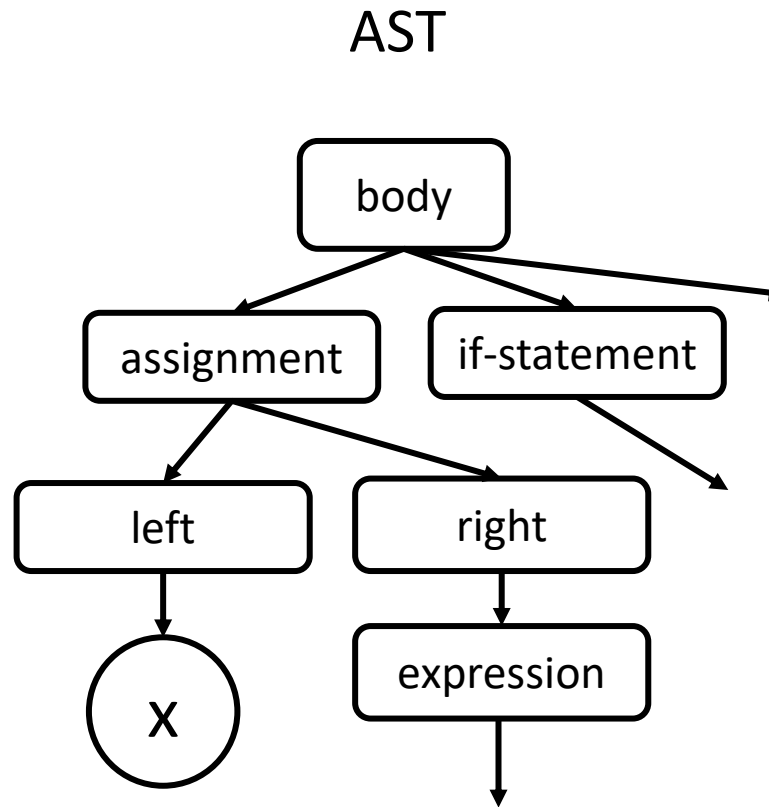 AST
body
assignment
if-statement
left
right
expression
x